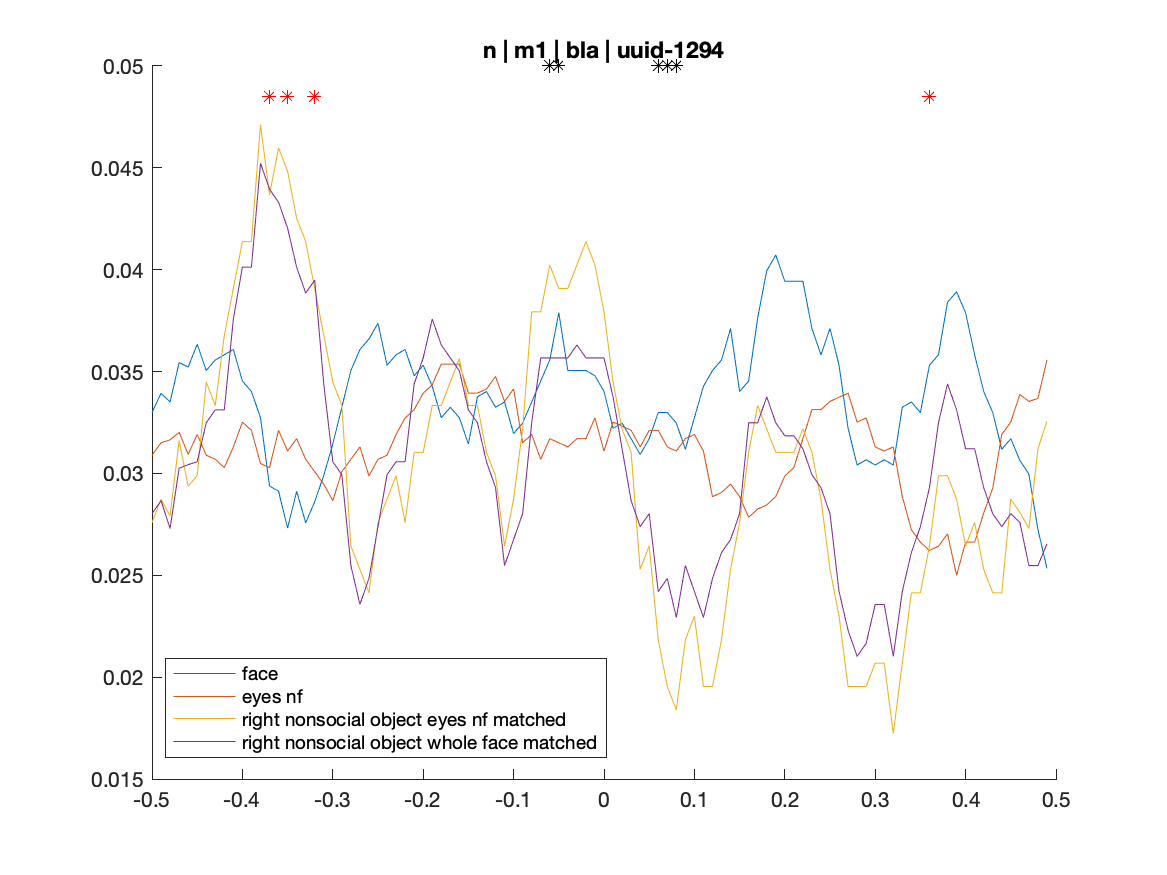 n | m1 | bla | uuid-1294
0.05
0.045
0.04
0.035
0.03
0.025
0.02
0.015
face
eyes nf
right nonsocial object eyes nf matched
right nonsocial object whole face matched
-0.5 -0.4 -0.3 -0.2 -0.1 0 0.1 0.2 0.3 0.4 0.5